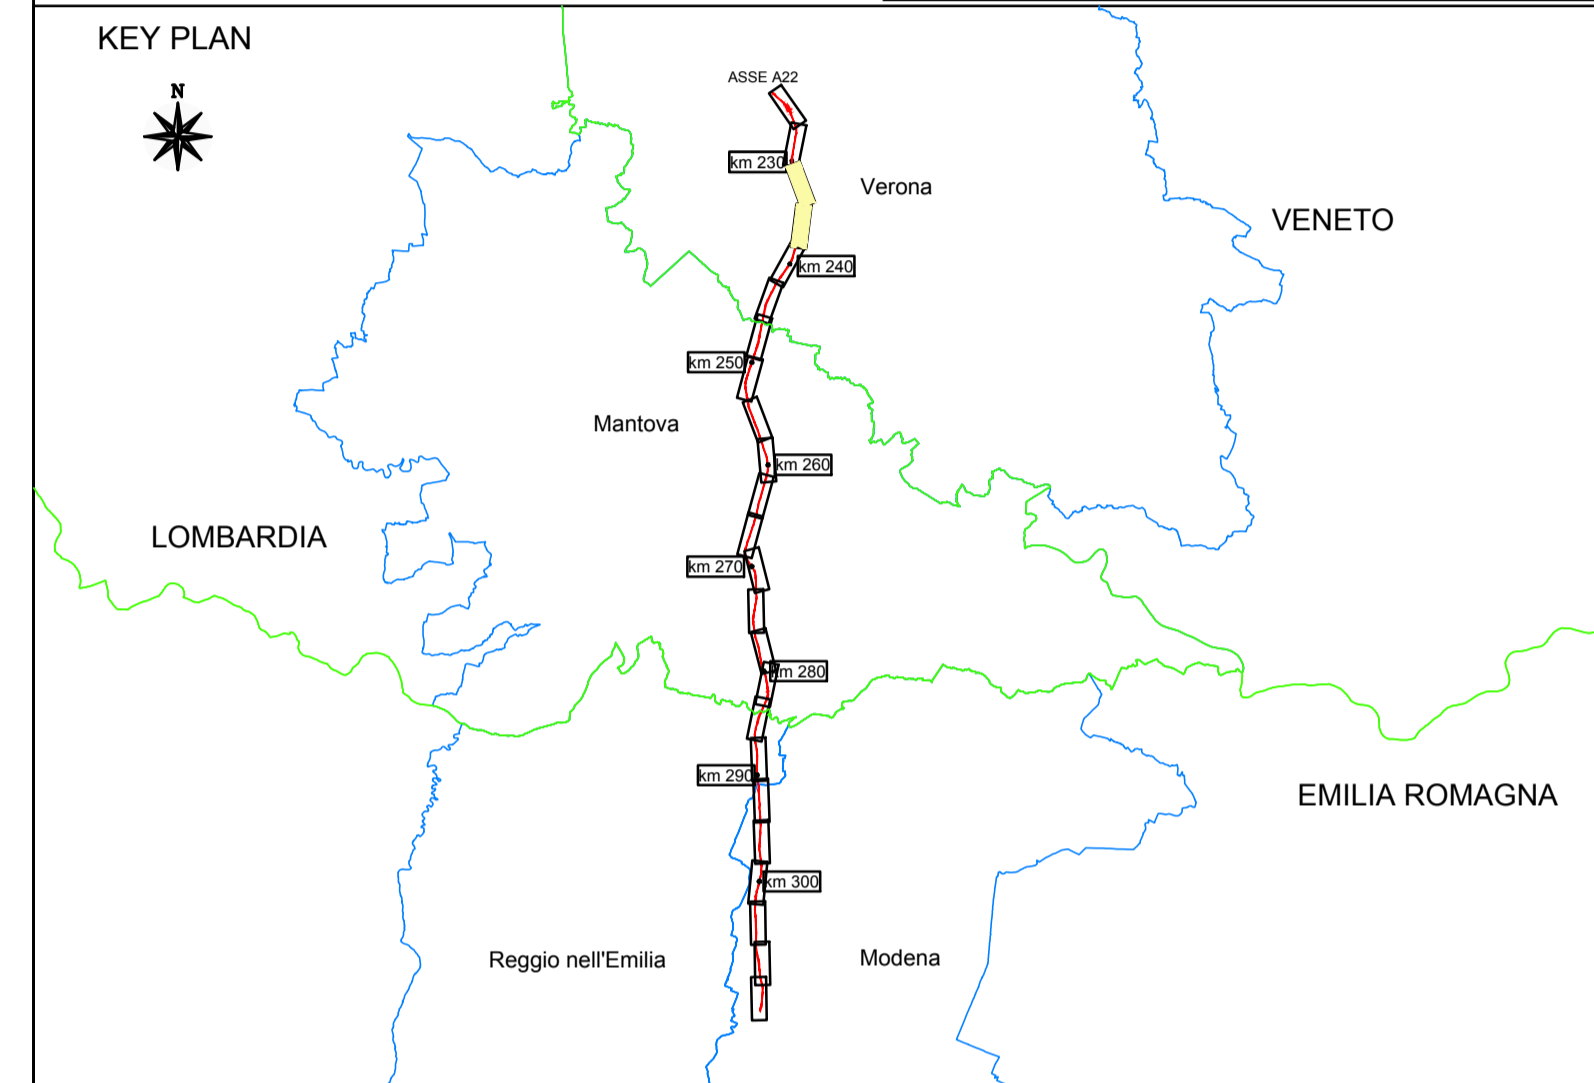 KEY PLAN
N
ASSE A22
km 230
Verona
VENETO
km 240
km 250
Mantova
km 260
LOMBARDIA
km 270
km 280
km 290
EMILIA ROMAGNA
km 300
Reggio nell'Emilia
Modena